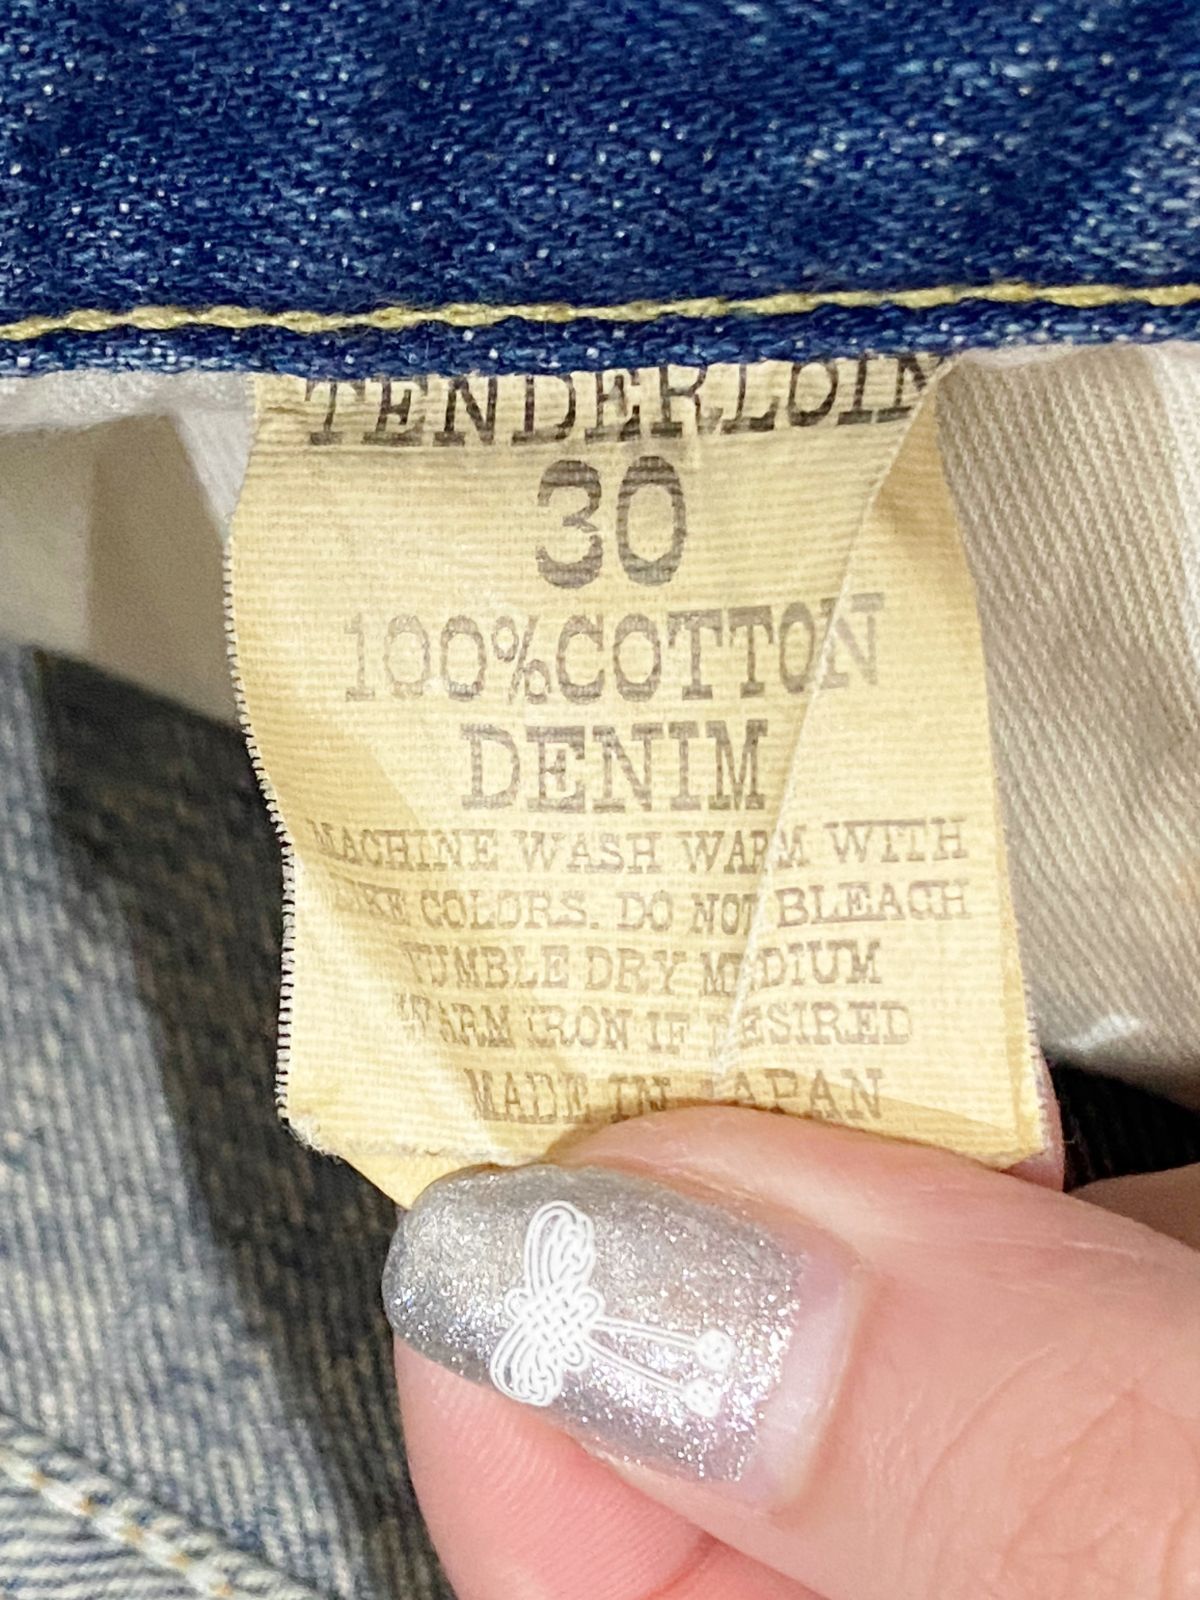 TENDERLOIN
30
100%COTTON
DENIM
MACHINE WASH WARM WITH
LIKE COLORS. DO NOT BLEACH
TUMBLE DRY MEDIUM
WARM IRON IF DESIRED
MADE IN JAPAN